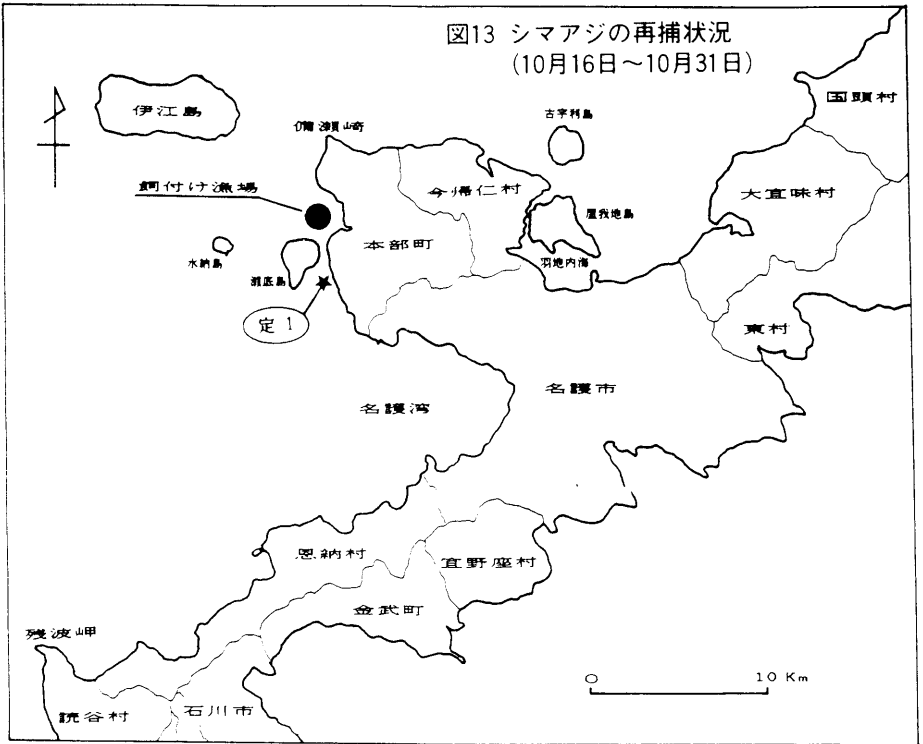 図13 シマアジの再捕状況
(10月16日~10月31日)
国頭村
伊江島
古宇利島
備瀬崎
今帰仁村
大宜味村
餌付け漁場
屋我地島
本部町
水納島
瀬底島
羽地内海
定 1
東村
名護市
名護湾
恩納村
宜野座村
金武町
残波岬
0 10 Km
読谷村
石川市